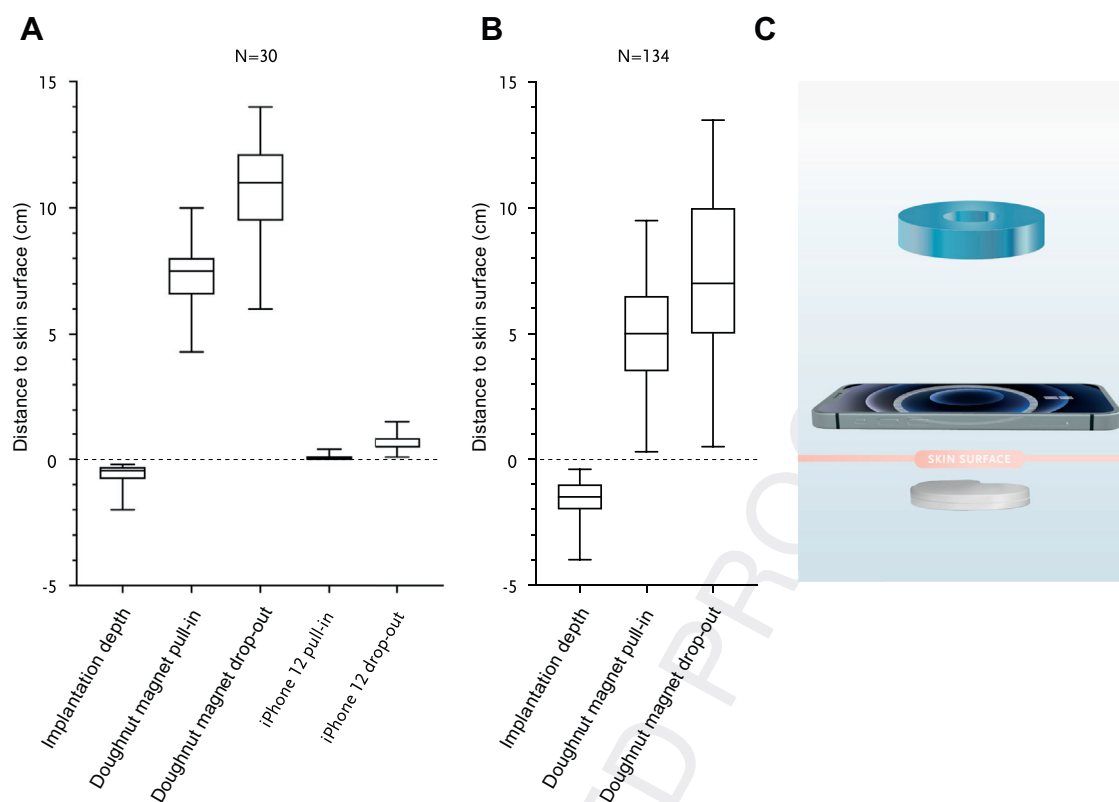 A
B
C
N=30
N=134
Distance to skin surface (cm)
15
10
5
0
-5
Implantation depth
Doughnut magnet pull-in
Doughnut magnet drop-out
iPhone 12 pull-in
iPhone 12 drop-out
Distance to skin surface (cm)
15
10
5
0
-5
Implantation depth
Doughnut magnet pull-in
Doughnut magnet drop-out
SKIN SURFACE
D PRO